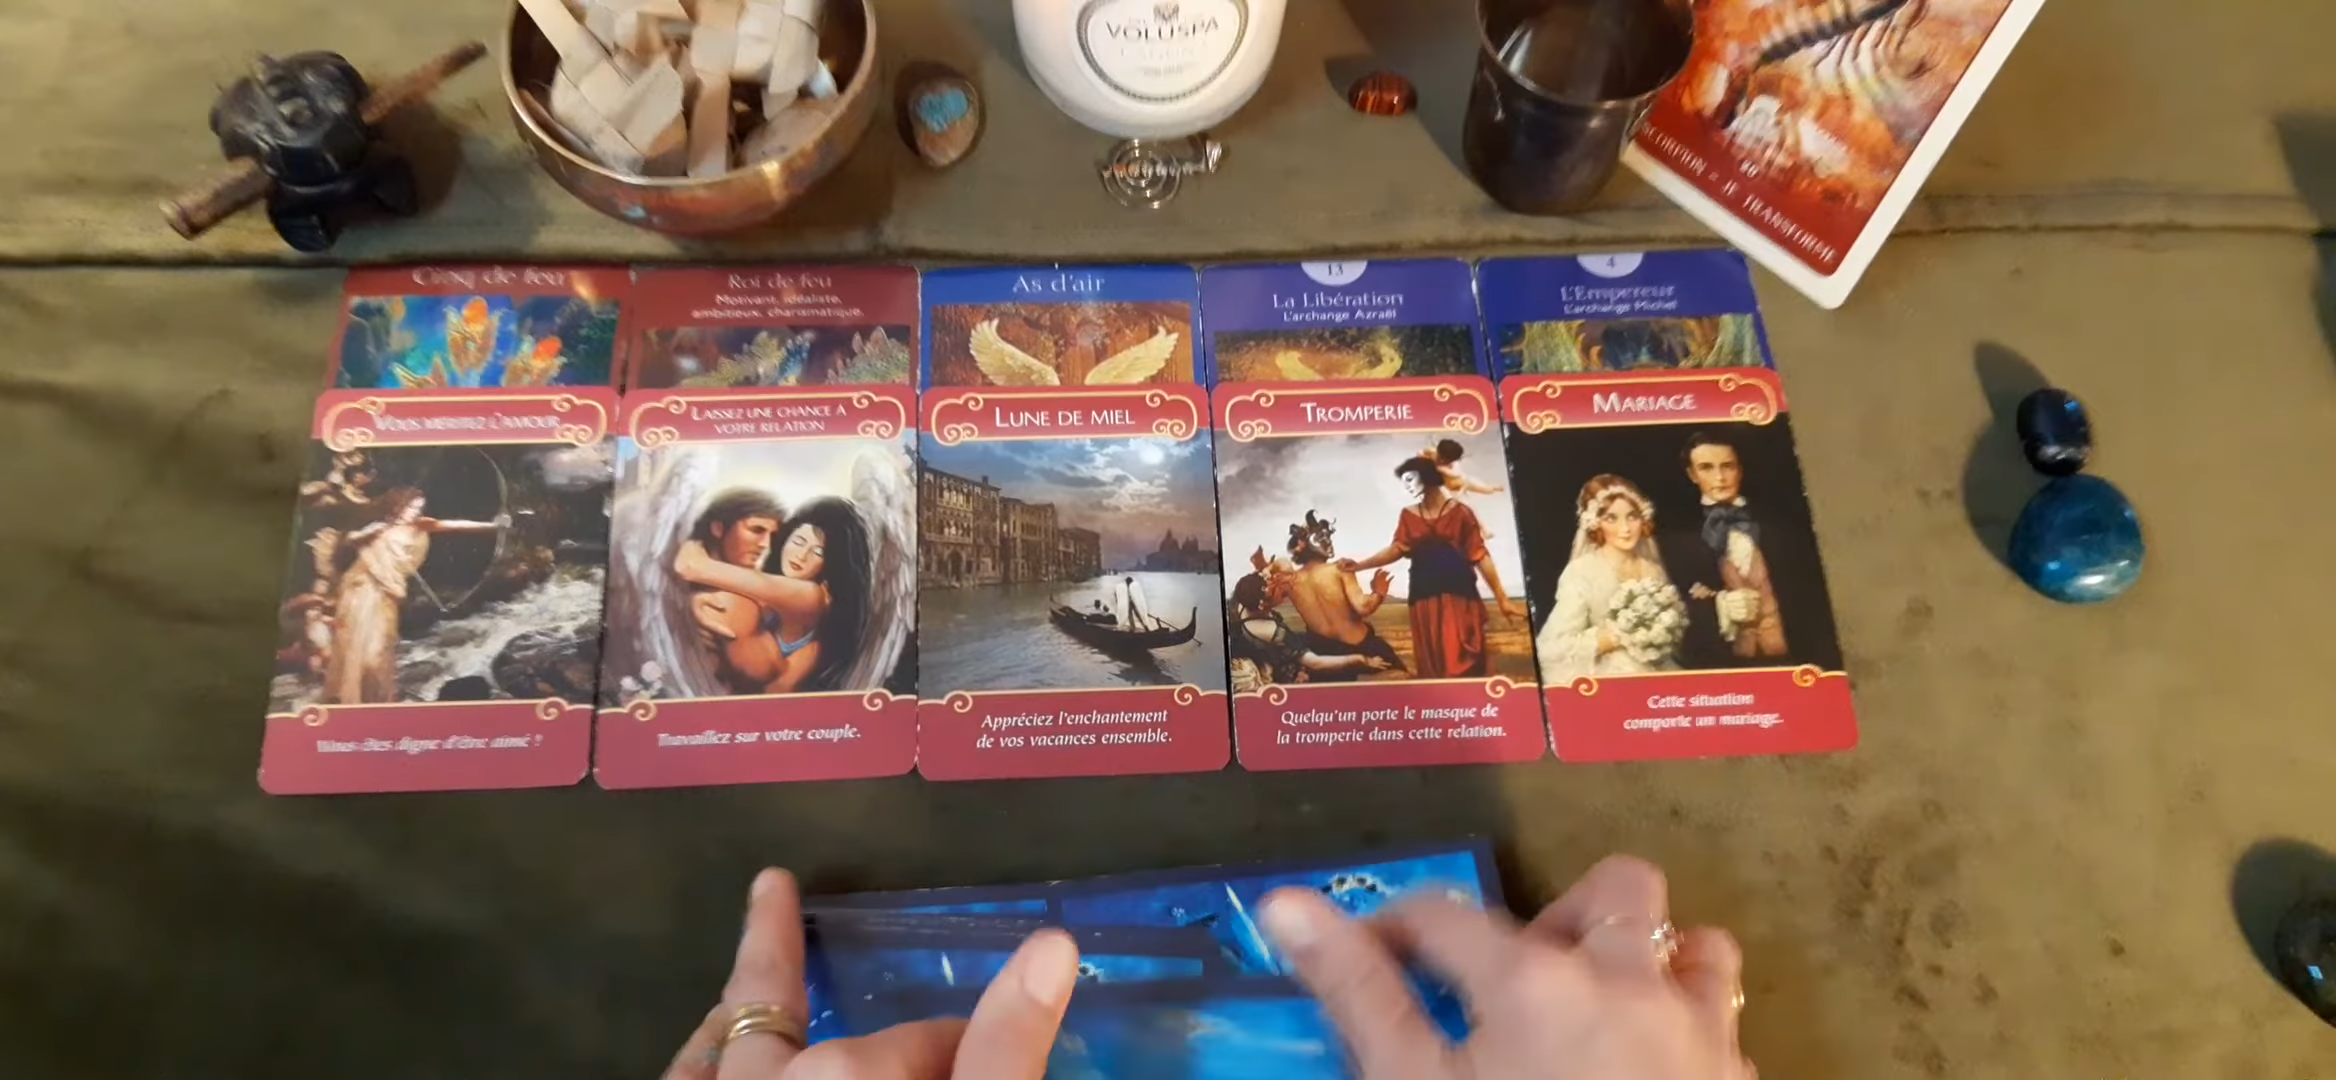 VOLUSPA
SCORPION = JE TRANSFORME
Cinq de feu
Roi de feu
Motivant, idéaliste,
ambitieux, charismatique.
As d'air
13
La Libération
L'archange Azraël
4
L'Empereur
L'archange Michel
VOUS MÉRITEZ L'AMOUR
LAISSEZ UNE CHANCE À
VOTRE RELATION
LUNE DE MIEL
TROMPERIE
MARIAGE
Vous êtes digne d'être aimé !
Travaillez sur votre couple.
Appréciez l'enchantement
de vos vacances ensemble.
Quelqu'un porte le masque de
la tromperie dans cette relation.
Cette situation
comporte un mariage.